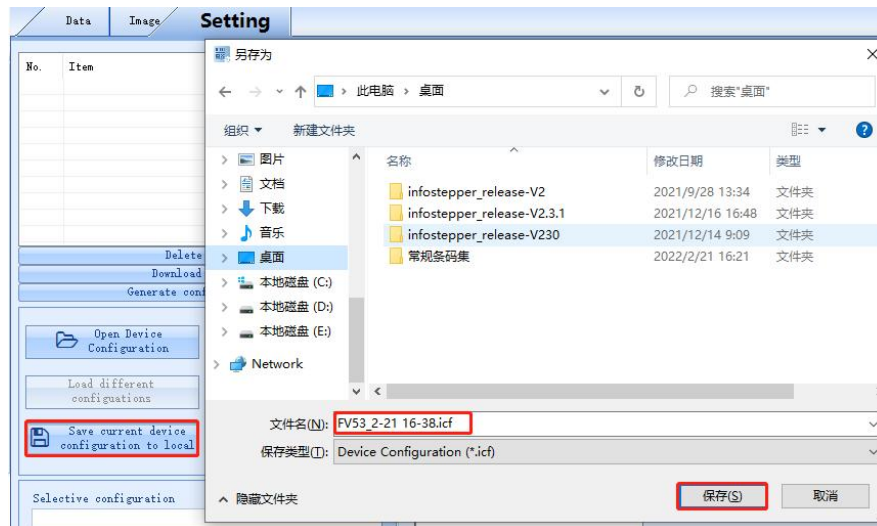 Data Image Setting
No. Item
Delete
Download
Generate conf
Open Device
Configuration
Load different
configuations
Save current device
configuration to local
Selective configuration
另存为
此电脑 › 桌面
搜索"桌面"
组织 新建文件夹
图片
文档
下载
音乐
桌面
本地磁盘 (C:)
本地磁盘 (D:)
本地磁盘 (E:)
Network
名称 修改日期 类型
infostepper_release-V2 2021/9/28 13:34 文件夹
infostepper_release-V2.3.1 2021/12/16 16:48 文件夹
infostepper_release-V230 2021/12/14 9:09 文件夹
常规条码集 2022/2/21 16:21 文件夹
文件名(N): FV53_2-21 16-38.icf
保存类型(T): Device Configuration (*.icf)
隐藏文件夹 保存(S) 取消